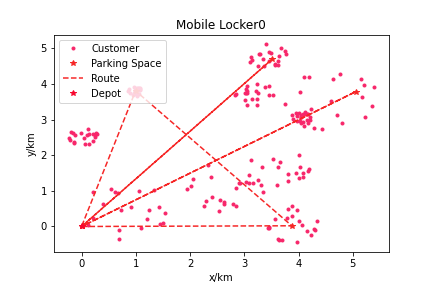 Mobile Locker0
Customer
Parking Space
Route
Depot
y/km
5
4
3
2
1
0
0 1 2 3 4 5
x/km